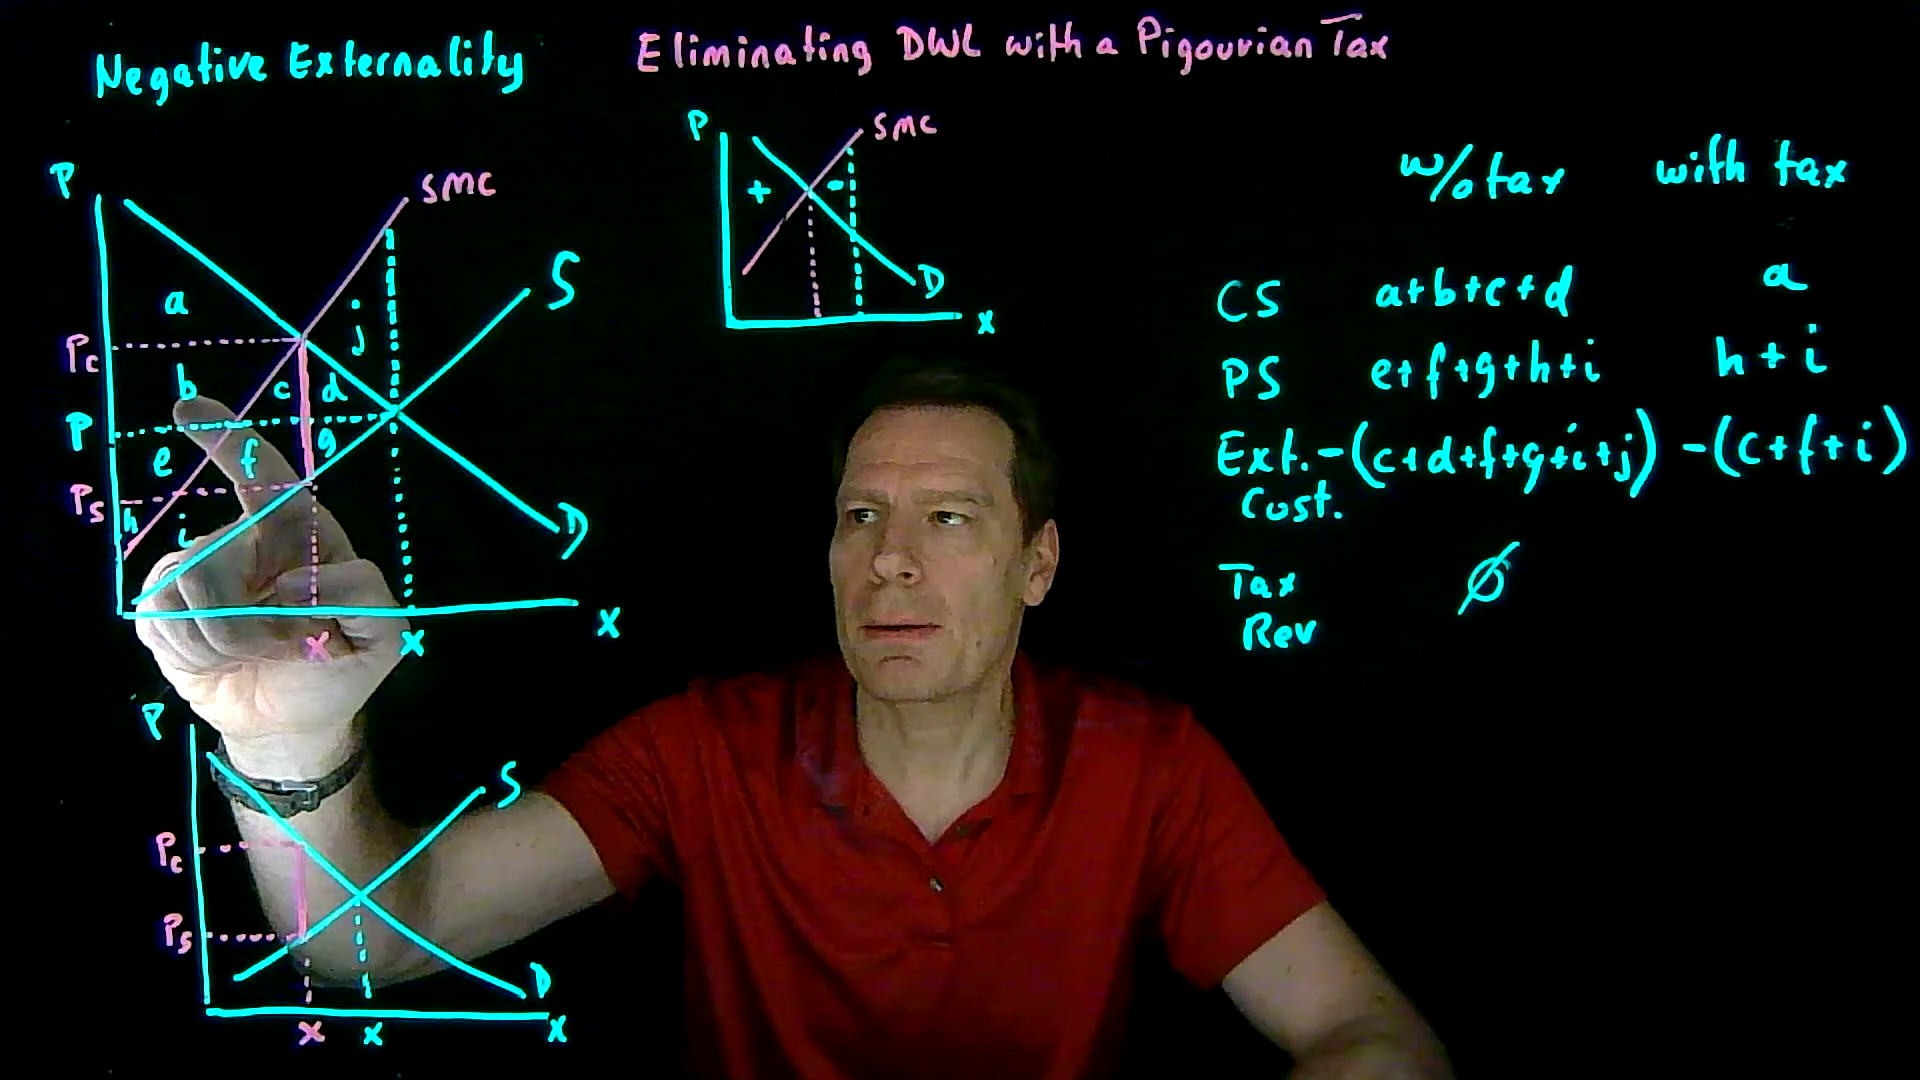 Negative Externality
Eliminating DWL with a Pigouvian Tax
P
SMC
S
a
j
Pc
b
c
d
P
e
f
g
Ps
h
i
D
x
x
x
P
SMC
+
-
D
x
w/o tax with tax
CS a+b+c+d a
PS e+f+g+h+i h+i
Ext. Cost. -(c+d+f+g+i+j) -(c+f+i)
Tax Rev Ø
P
S
Pc
Ps
D
x
x
x